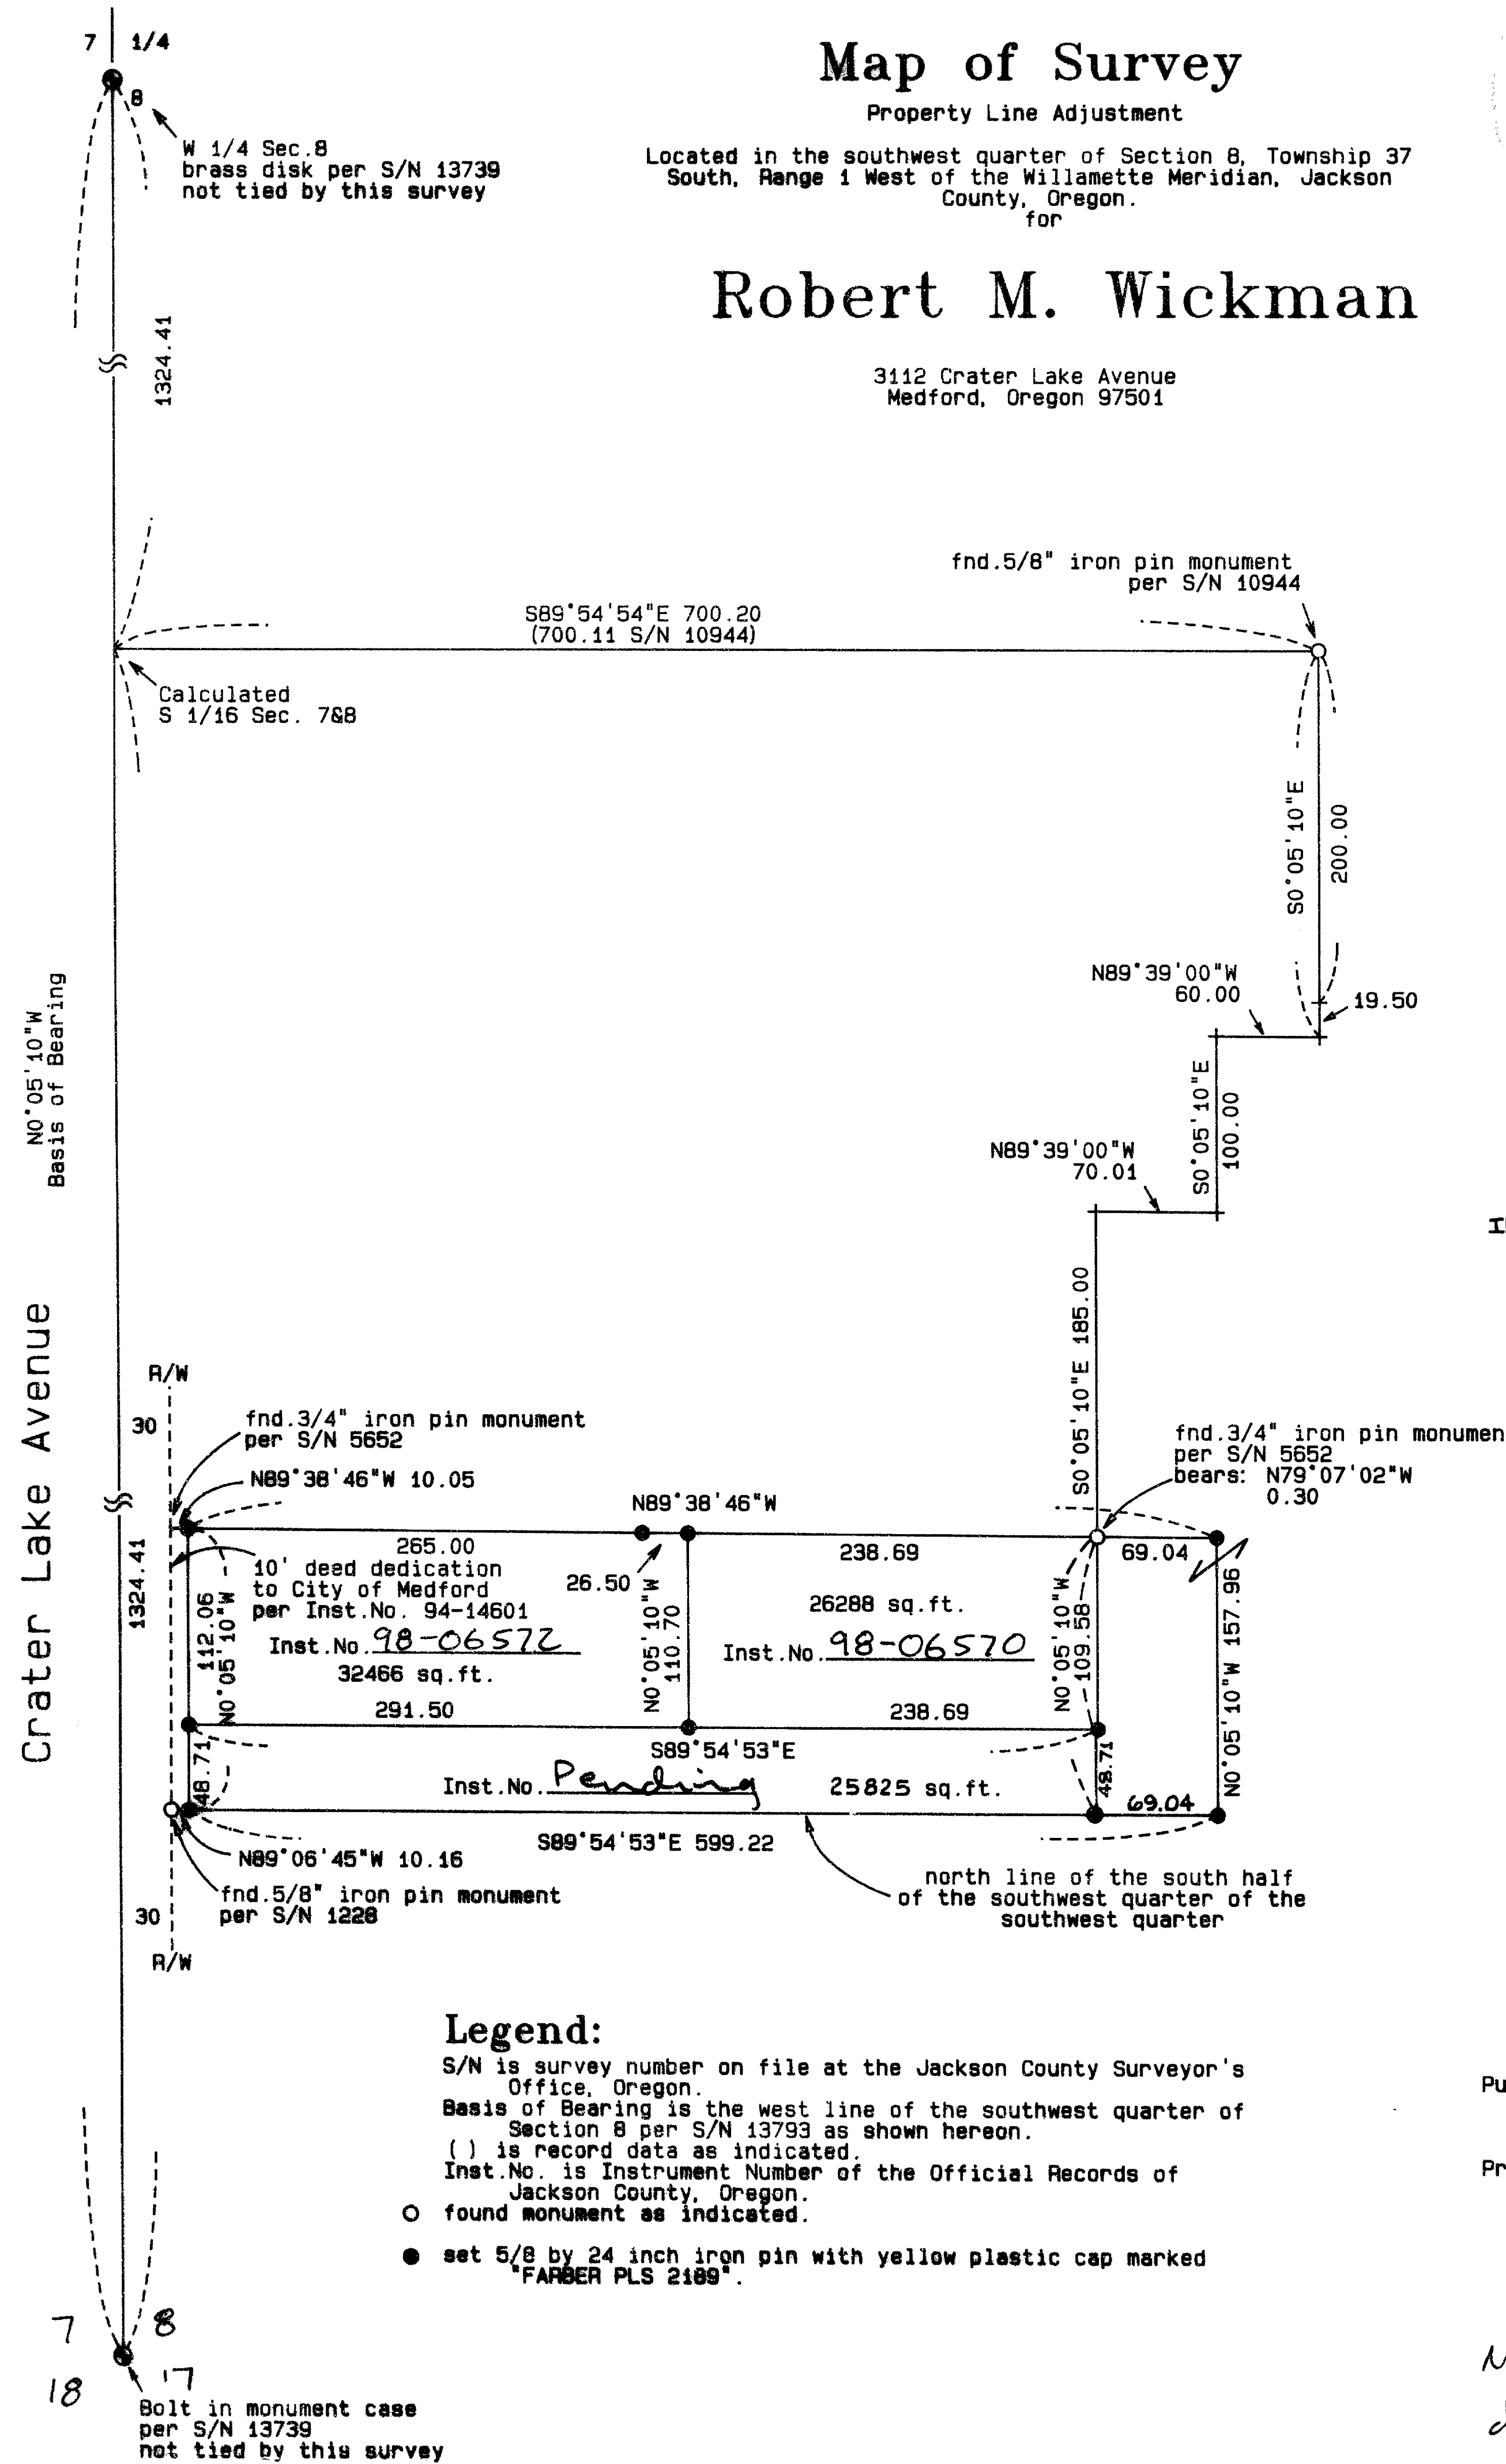 7 1/4
8
W 1/4 Sec.8
brass disk per S/N 13739
not tied by this survey
Map of Survey
Property Line Adjustment
Located in the southwest quarter of Section 8, Township 37
South, Range 1 West of the Willamette Meridian, Jackson
County, Oregon.
for
Robert M. Wickman
3112 Crater Lake Avenue
Medford, Oregon 97501
1324.41
fnd.5/8" iron pin monument
per S/N 10944
S89°54'54"E 700.20
(700.11 S/N 10944)
Calculated
S 1/16 Sec. 7&8
S0°05'10"E
200.00
N0°05'10"W
Basis of Bearing
N89°39'00"W
60.00
19.50
S0°05'10"E
100.00
N89°39'00"W
70.01
S0°05'10"E 185.00
Crater Lake Avenue
R/W
30
fnd.3/4" iron pin monument
per S/N 5652
N89°38'46"W 10.05
fnd.3/4" iron pin monumen
per S/N 5652
bears: N79°07'02"W
0.30
N89°38'46"W
1324.41
265.00
26.50
238.69
69.04
10' deed dedication
to City of Medford
per Inst.No. 94-14601
112.06
N0°05'10"W
Inst.No. 98-06572
32466 sq.ft.
291.50
N0°05'10"W
110.70
26288 sq.ft.
Inst.No. 98-06570
238.69
N0°05'10"W
109.58
N0°05'10"W 157.96
S89°54'53"E
48.71
Inst.No. Pending 25825 sq.ft.
48.71
69.04
S89°54'53"E 599.22
N89°06'45"W 10.16
fnd.5/8" iron pin monument
per S/N 1228
30
R/W
north line of the south half
of the southwest quarter of the
southwest quarter
Legend:
S/N is survey number on file at the Jackson County Surveyor's
Office, Oregon.
Basis of Bearing is the west line of the southwest quarter of
Section 8 per S/N 13793 as shown hereon.
( ) is record data as indicated.
Inst.No. is Instrument Number of the Official Records of
Jackson County, Oregon.
found monument as indicated.
set 5/8 by 24 inch iron pin with yellow plastic cap marked
"FARBER PLS 2189".
Pu
Pr
7 8
18 17
Bolt in monument case
per S/N 13739
not tied by this survey